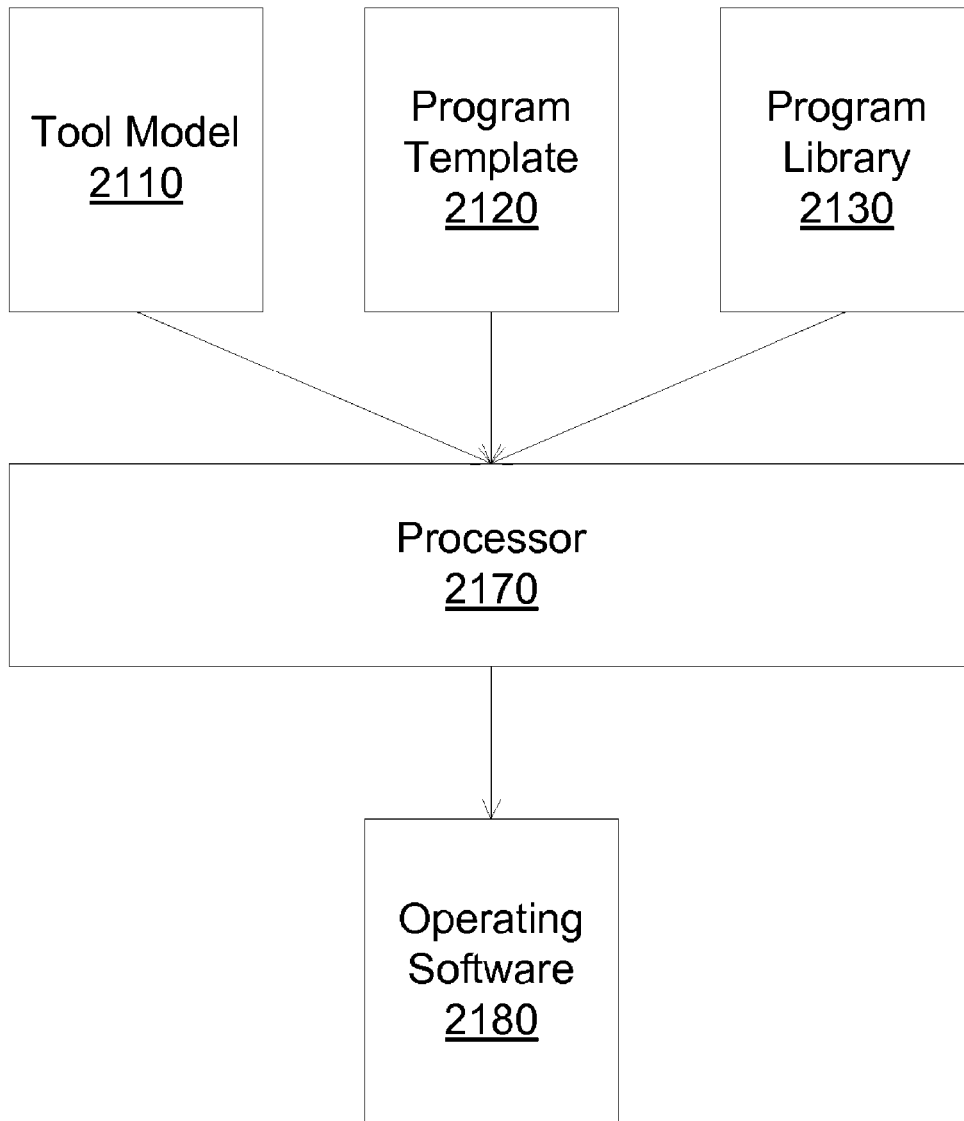 Tool Model
2110
Program
Template
2120
Program
Library
2130
Processor
2170
Operating
Software
2180